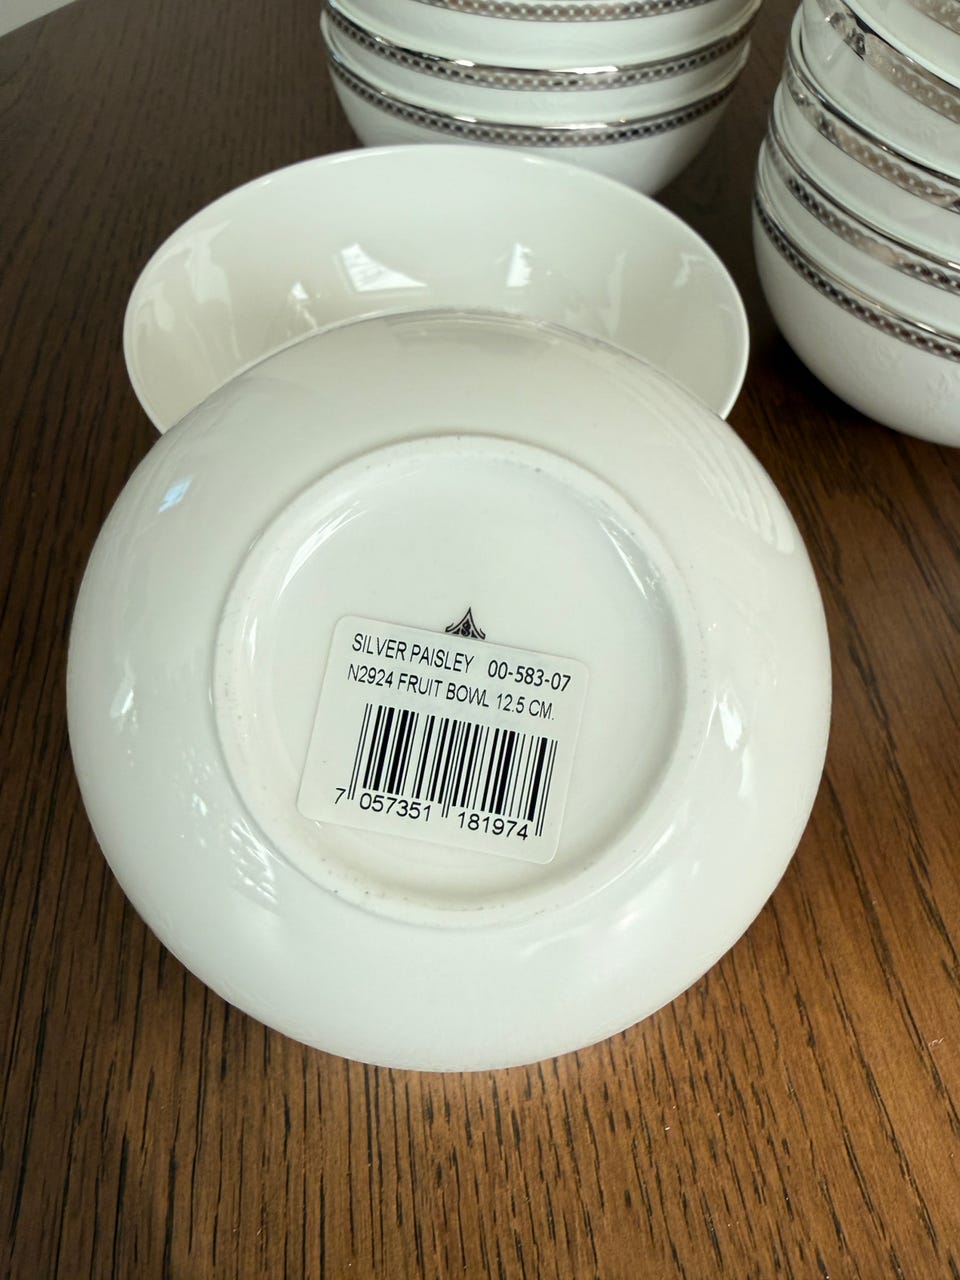 SILVER PAISLEY 00-583-07
N2924 FRUIT BOWL 12.5 CM.
7 057351 181974